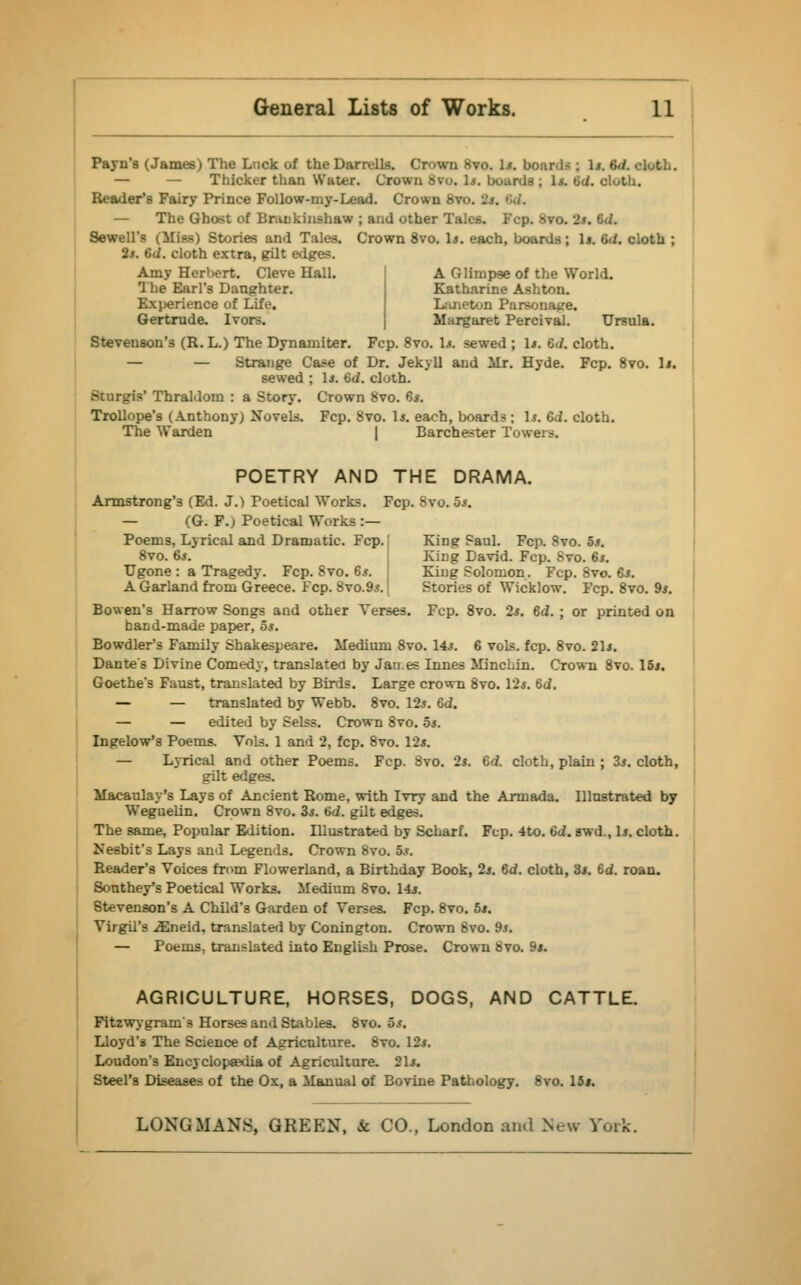 General Lists of Works. 11
Payn's (James) The Luck of the Darrells. Crown 8vo. 1s. boards; 1s. 6d. cloth.
— — Thicker than Water. Crown 8vo. 1s. boards; 1s. 6d. cloth.
Reader's Fairy Prince Follow-my-Lead. Crown 8vo. 2s. 6d.
— The Ghost of Brankinshaw; and other Tales. Fcp. 8vo. 2s. 6d.
Sewell's (Miss) Stories and Tales. Crown 8vo. 1s. each, boards; 1s. 6d. cloth;
2s. 6d. cloth extra, gilt edges.
Amy Herbert. Cleve Hall.
The Earl's Daughter.
Experience of Life.
Gertrude. Ivors.
A Glimpse of the World.
Katharine Ashton.
Laneton Parsonage.
Margaret Percival. Ursula.
Stevenson's (R. L.) The Dynamiter. Fcp. 8vo. 1s. sewed; 1s. 6d. cloth.
— — Strange Case of Dr. Jekyll and Mr. Hyde. Fcp. 8vo. 1s.
sewed; 1s. 6d. cloth.
Sturgis' Thraldom: a Story. Crown 8vo. 6s.
Trollope's (Anthony) Novels. Fcp. 8vo. 1s. each, boards; 1s. 6d. cloth.
The Warden | Barchester Towers.
POETRY AND THE DRAMA.
Armstrong's (Ed. J.) Poetical Works. Fcp. 8vo. 5s.
— (G. F.) Poetical Works:—
Poems, Lyrical and Dramatic. Fcp.
8vo. 6s.
Ugone: a Tragedy. Fcp. 8vo. 6s.
A Garland from Greece. Fcp. 8vo. 9s.
King Saul. Fcp. 8vo. 5s.
King David. Fcp. 8vo. 6s.
King Solomon. Fcp. 8vo. 6s.
Stories of Wicklow. Fcp. 8vo. 9s.
Bowen's Harrow Songs and other Verses. Fcp. 8vo. 2s. 6d.; or printed on
hand-made paper, 5s.
Bowdler's Family Shakespeare. Medium 8vo. 14s. 6 vols. fcp. 8vo. 21s.
Dante's Divine Comedy, translated by James Innes Minchin. Crown 8vo. 15s.
Goethe's Faust, translated by Birds. Large crown 8vo. 12s. 6d.
— — translated by Webb. 8vo. 12s. 6d.
— — edited by Selss. Crown 8vo. 5s.
Ingelow's Poems. Vols. 1 and 2, fcp. 8vo. 12s.
— Lyrical and other Poems. Fcp. 8vo. 2s. 6d. cloth, plain; 3s. cloth,
gilt edges.
Macaulay's Lays of Ancient Rome, with Ivry and the Armada. Illustrated by
Weguelin. Crown 8vo. 3s. 6d. gilt edges.
The same, Popular Edition. Illustrated by Scharf. Fcp. 4to. 6d. swd., 1s. cloth.
Nesbit's Lays and Legends. Crown 8vo. 5s.
Reader's Voices from Flowerland, a Birthday Book, 2s. 6d. cloth, 3s. 6d. roan.
Southey's Poetical Works. Medium 8vo. 14s.
Stevenson's A Child's Garden of Verses. Fcp. 8vo. 5s.
Virgil's Æneid, translated by Conington. Crown 8vo. 9s.
— Poems, translated into English Prose. Crown 8vo. 9s.
AGRICULTURE, HORSES, DOGS, AND CATTLE.
Fitzwygram's Horses and Stables. 8vo. 5s.
Lloyd's The Science of Agriculture. 8vo. 12s.
Loudon's Encyclopædia of Agriculture. 21s.
Steel's Diseases of the Ox, a Manual of Bovine Pathology. 8vo. 15s.
LONGMANS, GREEN, & CO., London and New York.